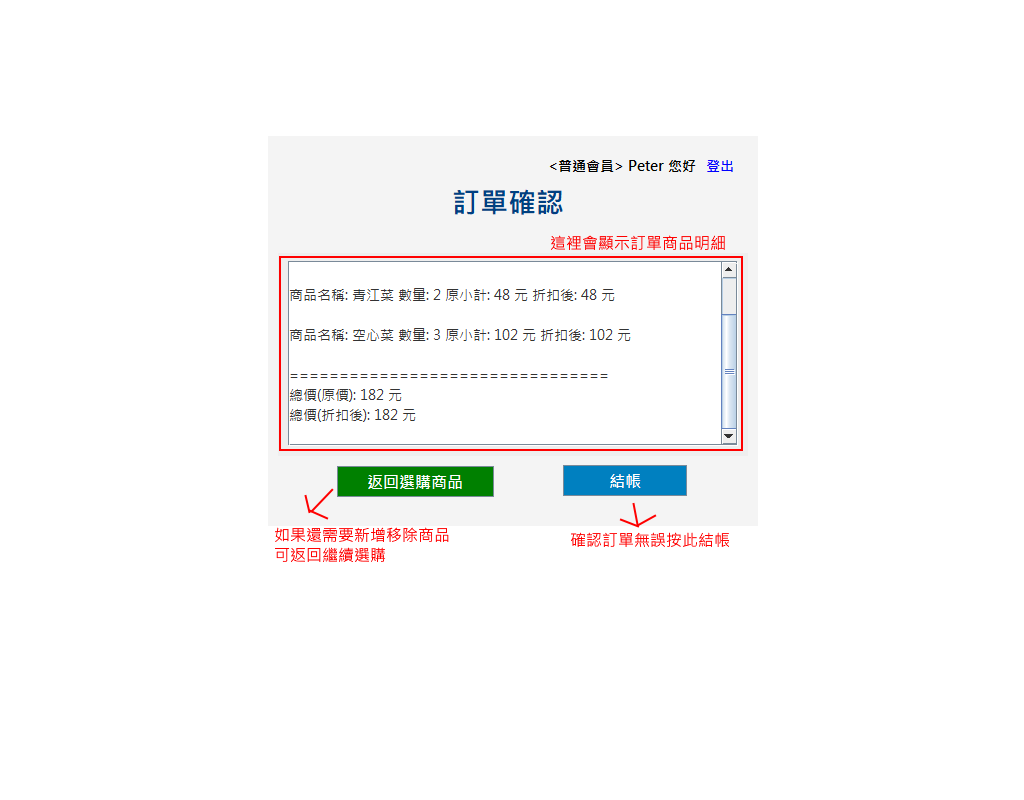 <普通會員> Peter 您好 登出
訂單確認
這裡會顯示訂單商品明細
商品名稱: 青江菜 數量: 2 原小計: 48 元 折扣後: 48 元
商品名稱: 空心菜 數量: 3 原小計: 102 元 折扣後: 102 元
================================
總價(原價): 182 元
總價(折扣後): 182 元
返回選購商品
結帳
如果還需要新增移除商品
可返回繼續選購
確認訂單無誤按此結帳